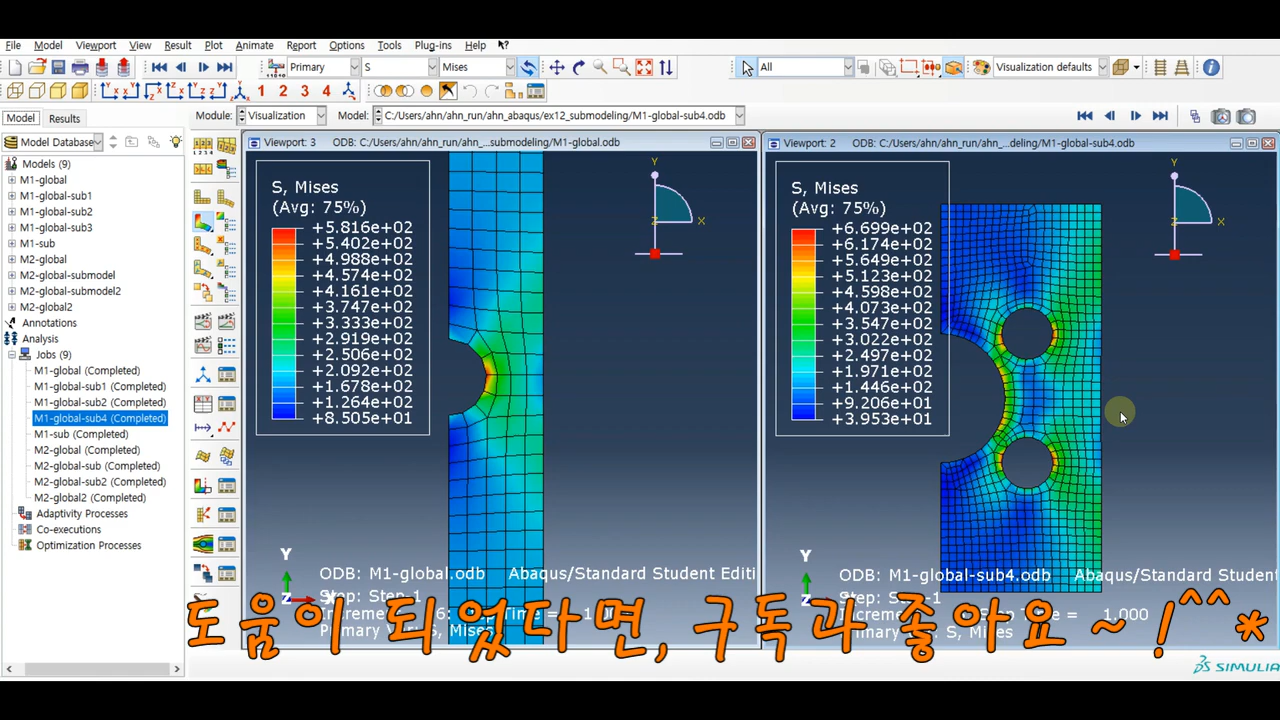 File Model Viewport View Result Plot Animate Report Options Tools Plug-ins Help
Primary S Mises All Visualization defaults
1 2 3 4
Model Results Module: Visualization Model: C:/Users/ahn/ahn_run/ahn_abaqus/ex12_submodeling/M1-global-sub4.odb
Model Database
Models (9)
M1-global
M1-global-sub1
M1-global-sub2
M1-global-sub3
M1-sub
M2-global
M2-global-submodel
M2-global-submodel2
M2-global2
Annotations
Analysis
Jobs (9)
M1-global (Completed)
M1-global-sub1 (Completed)
M1-global-sub2 (Completed)
M1-global-sub4 (Completed)
M1-sub (Completed)
M2-global (Completed)
M2-global-sub (Completed)
M2-global-sub2 (Completed)
M2-global2 (Completed)
Adaptivity Processes
Co-executions
Optimization Processes
Viewport: 3 ODB: C:/Users/ahn/ahn_...submodeling/M1-global.odb
S, Mises
(Avg: 75%)
+5.816e+02
+5.402e+02
+4.988e+02
+4.574e+02
+4.161e+02
+3.747e+02
+3.333e+02
+2.919e+02
+2.506e+02
+2.092e+02
+1.678e+02
+1.264e+02
+8.505e+01
Y
Z X
Y
Z
ODB: M1-global.odb Abaqus/Standard Student Editi
Step: Step-1
Increment 6: Step Time = 1.000
Primary Var: S, Mises
Viewport: 2 ODB: C:/Users/ahn/ahn_run/ahn_...deling/M1-global-sub4.odb
S, Mises
(Avg: 75%)
+6.699e+02
+6.174e+02
+5.649e+02
+5.123e+02
+4.598e+02
+4.073e+02
+3.547e+02
+3.022e+02
+2.497e+02
+1.971e+02
+1.446e+02
+9.206e+01
+3.953e+01
Y
Z X
Y
Z
ODB: M1-global-sub4.odb Abaqus/Standard Student
Step: Step-1
Step Time = 1.000
Primary Var: S, Mises
도움이 되었다면, 구독과 좋아요 ~ !^^*
SIMULIA